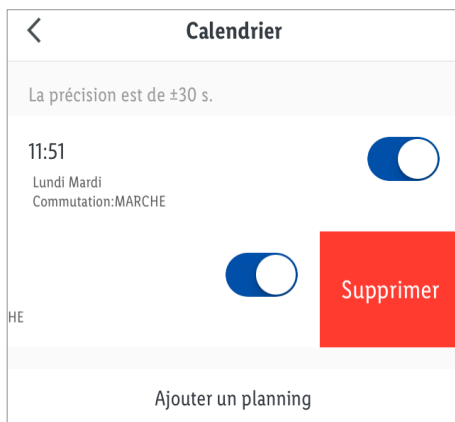 Calendrier
La précision est de ±30 s.
11:51
Lundi Mardi
Commutation:MARCHE
Supprimer
HE
Ajouter un planning